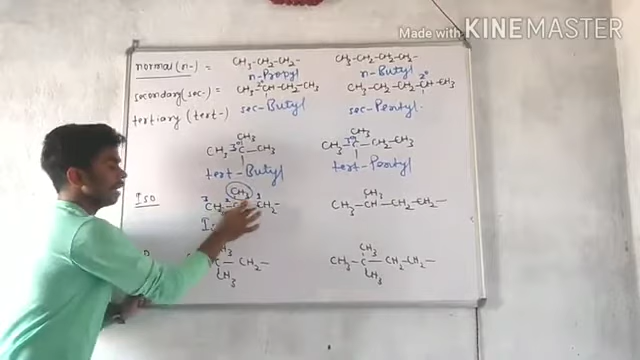 Made with KINEMASTER
normal (n-) = CH₃-CH₂-CH₂- CH₃-CH₂-CH₂-CH₂-
n-Propyl n-Butyl
secondary (sec-) = CH₃-CH-CH₂-CH₃ CH₃-CH₂-CH₂-CH-CH₃
2°
sec-Butyl sec-Pentyl
tertiary (tert-)
CH₃ CH₃
CH₃-C-CH₃ CH₃-C-CH₂-CH₃
3° 3°
tert-Butyl tert-Pentyl
CH₃ CH₃
Iso CH₃-CH₂- CH₃-CH-CH₂-CH₂-
CH₃ CH₃
C-CH₂- CH₃-C-CH₂-CH₂-
CH₃ CH₃